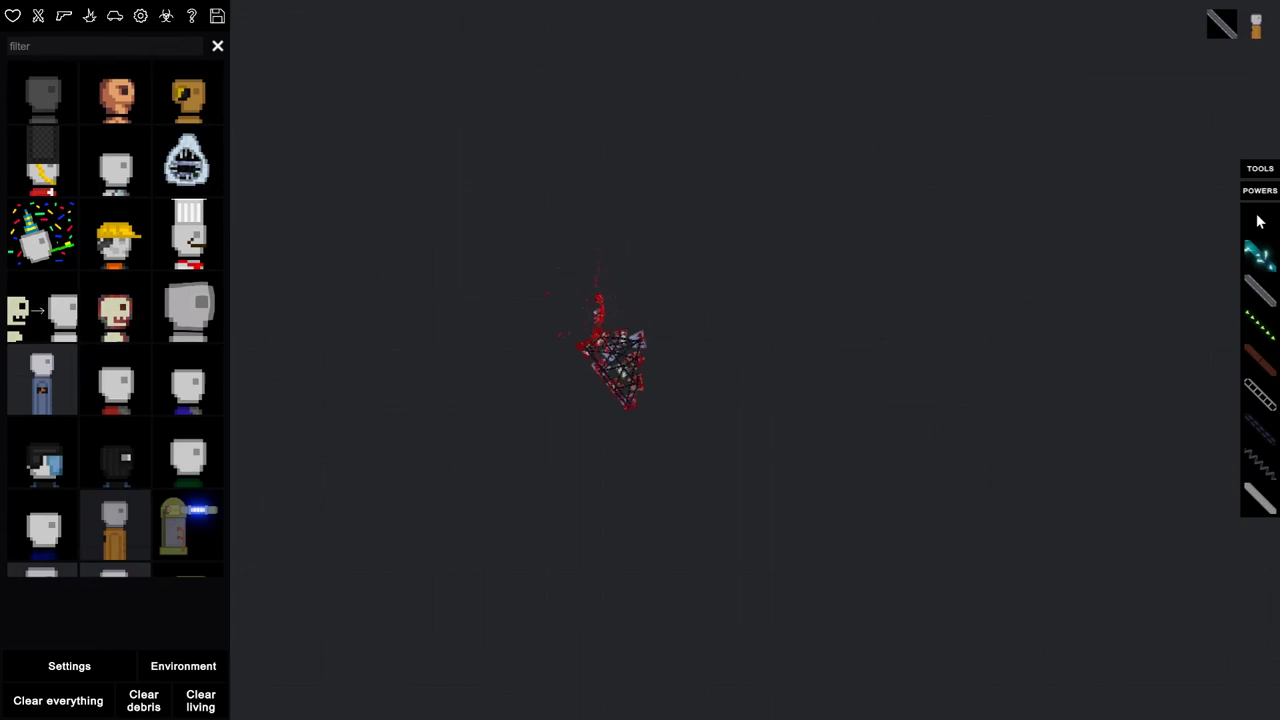 filter
TOOLS
POWERS
Settings
Environment
Clear everything
Clear
debris
Clear
living